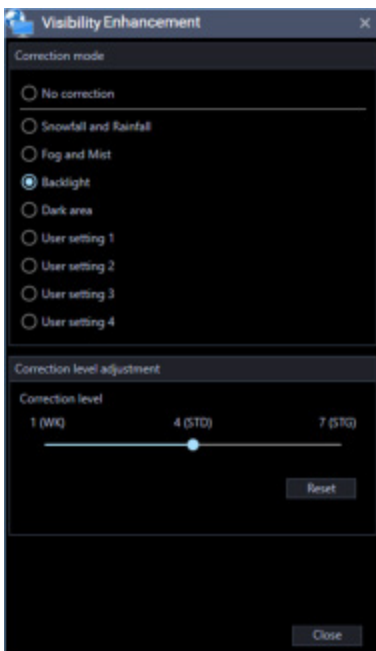 Visibility Enhancement
Correction mode
No correction
Snowfall and Rainfall
Fog and Mist
Backlight
Dark area
User setting 1
User setting 2
User setting 3
User setting 4
Correction level adjustment
Correction level
1 (WK) 4 (STD) 7 (STG)
Reset
Close